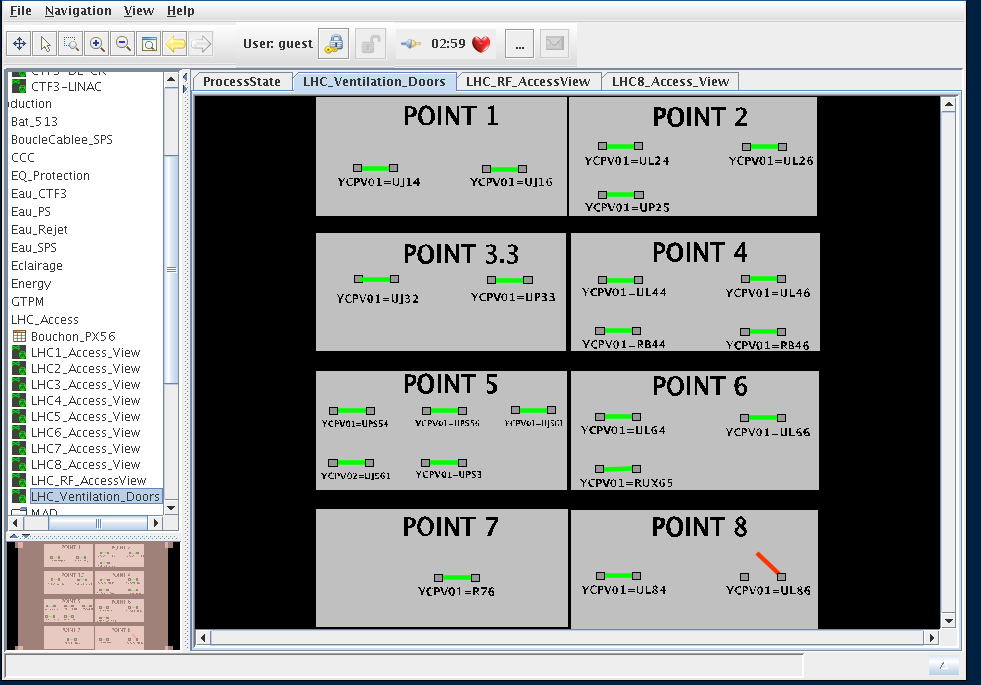 File Navigation View Help
User: guest 02:59 ...
CTF3-LINAC
oduction
Bat_513
BoucleCablee_SPS
CCC
EQ_Protection
Eau_CTF3
Eau_PS
Eau_Rejet
Eau_SPS
Eclairage
Energy
GTPM
LHC_Access
Bouchon_PX56
LHC1_Access_View
LHC2_Access_View
LHC3_Access_View
LHC4_Access_View
LHC5_Access_View
LHC6_Access_View
LHC7_Access_View
LHC8_Access_View
LHC_RF_AccessView
LHC_Ventilation_Doors
MAD
ProcessState LHC_Ventilation_Doors LHC_RF_AccessView LHC8_Access_View
POINT 1
YCPV01=UJ14 YCPV01=UJ16
POINT 2
YCPV01=UL24 YCPV01=UL26
YCPV01=UP25
POINT 3.3
YCPV01=UJ32 YCPV01=UP33
POINT 4
YCPV01=UL44 YCPV01=UL46
YCPV01=RB44 YCPV01=RB46
POINT 5
YCPV01=UPS54 YCPV01=UPS56 YCPV01=UJ561
YCPV02=UJ561 YCPV01=UP53
POINT 6
YCPV01=UL64 YCPV01=UL66
YCPV01=RUX65
POINT 7
YCPV01=R76
POINT 8
YCPV01=UL84 YCPV01=UL86